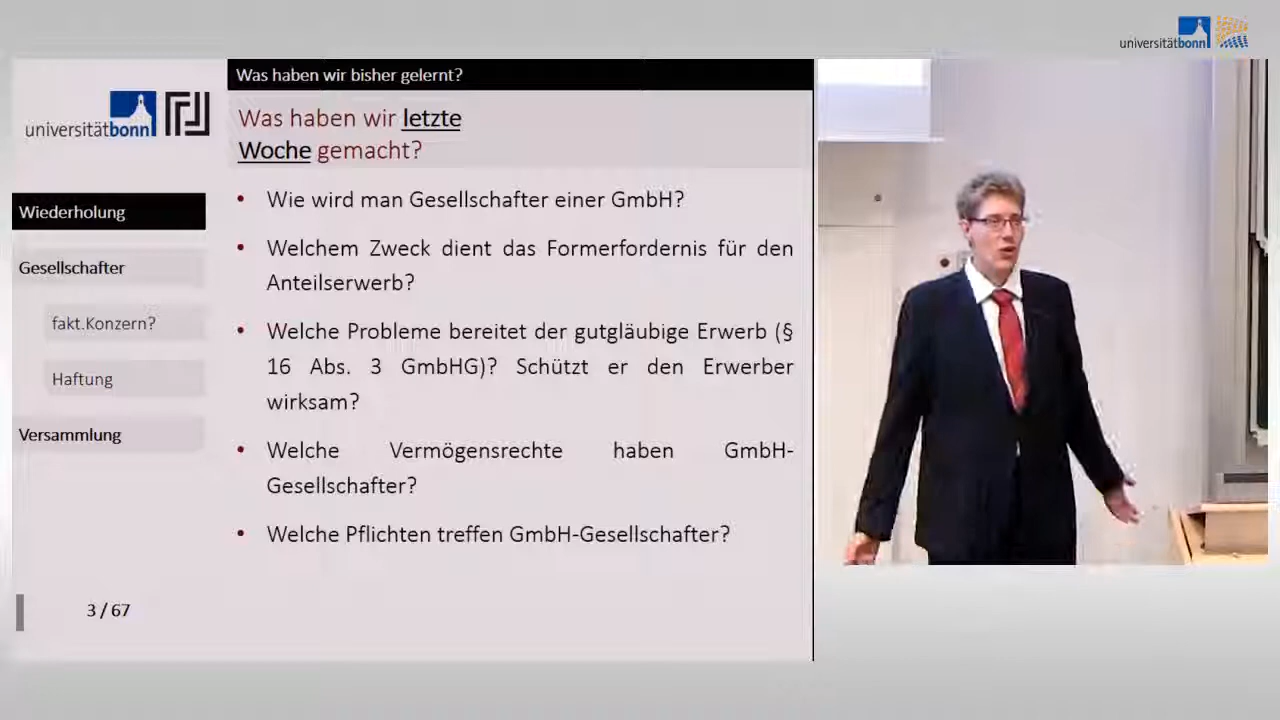 universitätbonn
universitätbonn
Wiederholung
Gesellschafter
fakt.Konzern?
Haftung
Versammlung
3 / 67
Was haben wir bisher gelernt?
Was haben wir letzte
Woche gemacht?
• Wie wird man Gesellschafter einer GmbH?
• Welchem Zweck dient das Formerfordernis für den
Anteilserwerb?
• Welche Probleme bereitet der gutgläubige Erwerb (§
16 Abs. 3 GmbHG)? Schützt er den Erwerber
wirksam?
• Welche Vermögensrechte haben GmbH-
Gesellschafter?
• Welche Pflichten treffen GmbH-Gesellschafter?